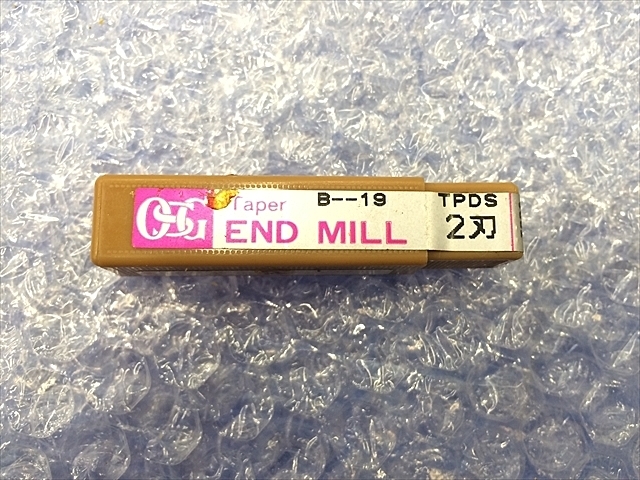 OSG
Taper B--19 TPDS
END MILL 2刃